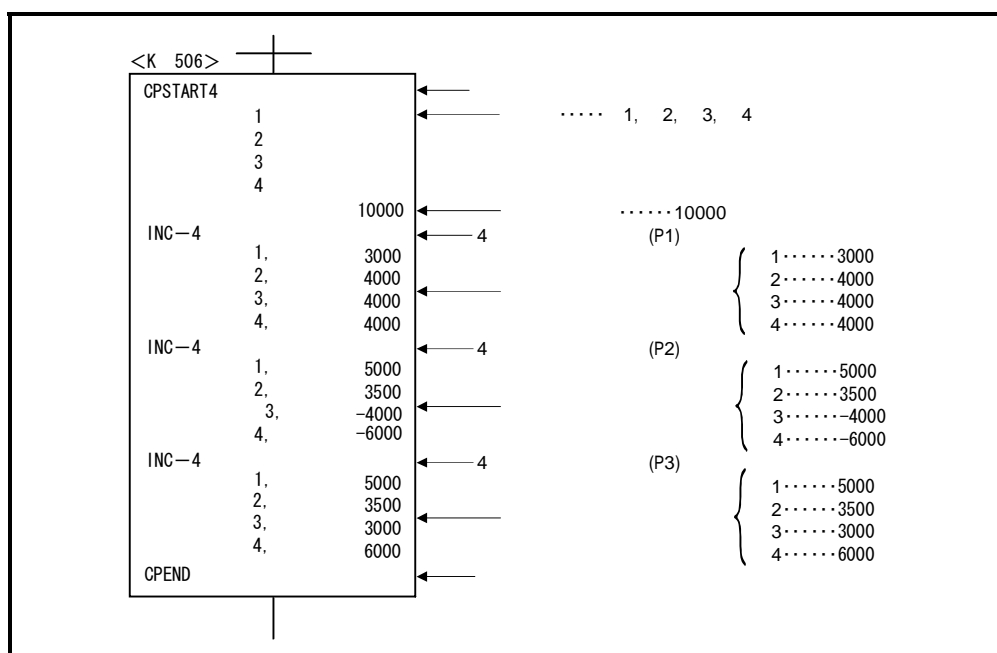 <K 506>
CPSTART4
1 ····· 1, 2, 3, 4
2
3
4
10000 ······10000
INC-4 4 (P1)
1, 3000 1······3000
2, 4000 2······4000
3, 4000 3······4000
4, 4000 4······4000
INC-4 4 (P2)
1, 5000 1······5000
2, 3500 2······3500
3, -4000 3······-4000
4, -6000 4······-6000
INC-4 4 (P3)
1, 5000 1······5000
2, 3500 2······3500
3, 3000 3······3000
4, 6000 4······6000
CPEND